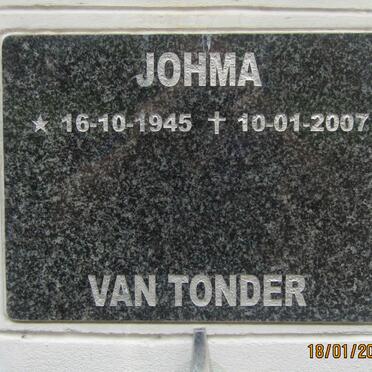 JOHMA
★ 16-10-1945 ✝ 10-01-2007
VAN TONDER
18/01/20